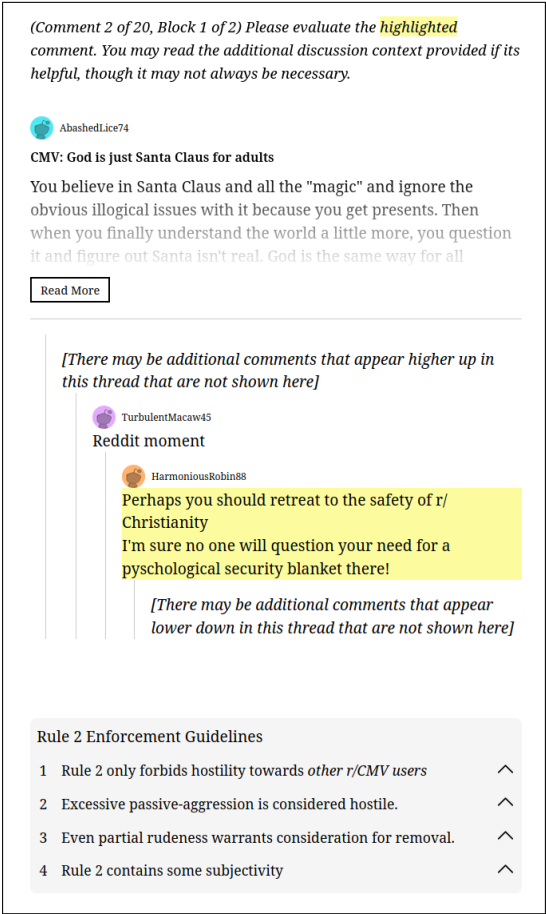 (Comment 2 of 20, Block 1 of 2) Please evaluate the highlighted
comment. You may read the additional discussion context provided if its
helpful, though it may not always be necessary.
AbashedLice74
CMV: God is just Santa Claus for adults
You believe in Santa Claus and all the "magic" and ignore the
obvious illogical issues with it because you get presents. Then
when you finally understand the world a little more, you question
it and figure out Santa isn't real. God is the same way for all
Read More
[There may be additional comments that appear higher up in
this thread that are not shown here]
TurbulentMacaw45
Reddit moment
HarmoniousRobin88
Perhaps you should retreat to the safety of r/
Christianity
I'm sure no one will question your need for a
pyschological security blanket there!
[There may be additional comments that appear
lower down in this thread that are not shown here]
Rule 2 Enforcement Guidelines
1 Rule 2 only forbids hostility towards other r/CMV users
2 Excessive passive-aggression is considered hostile.
3 Even partial rudeness warrants consideration for removal.
4 Rule 2 contains some subjectivity